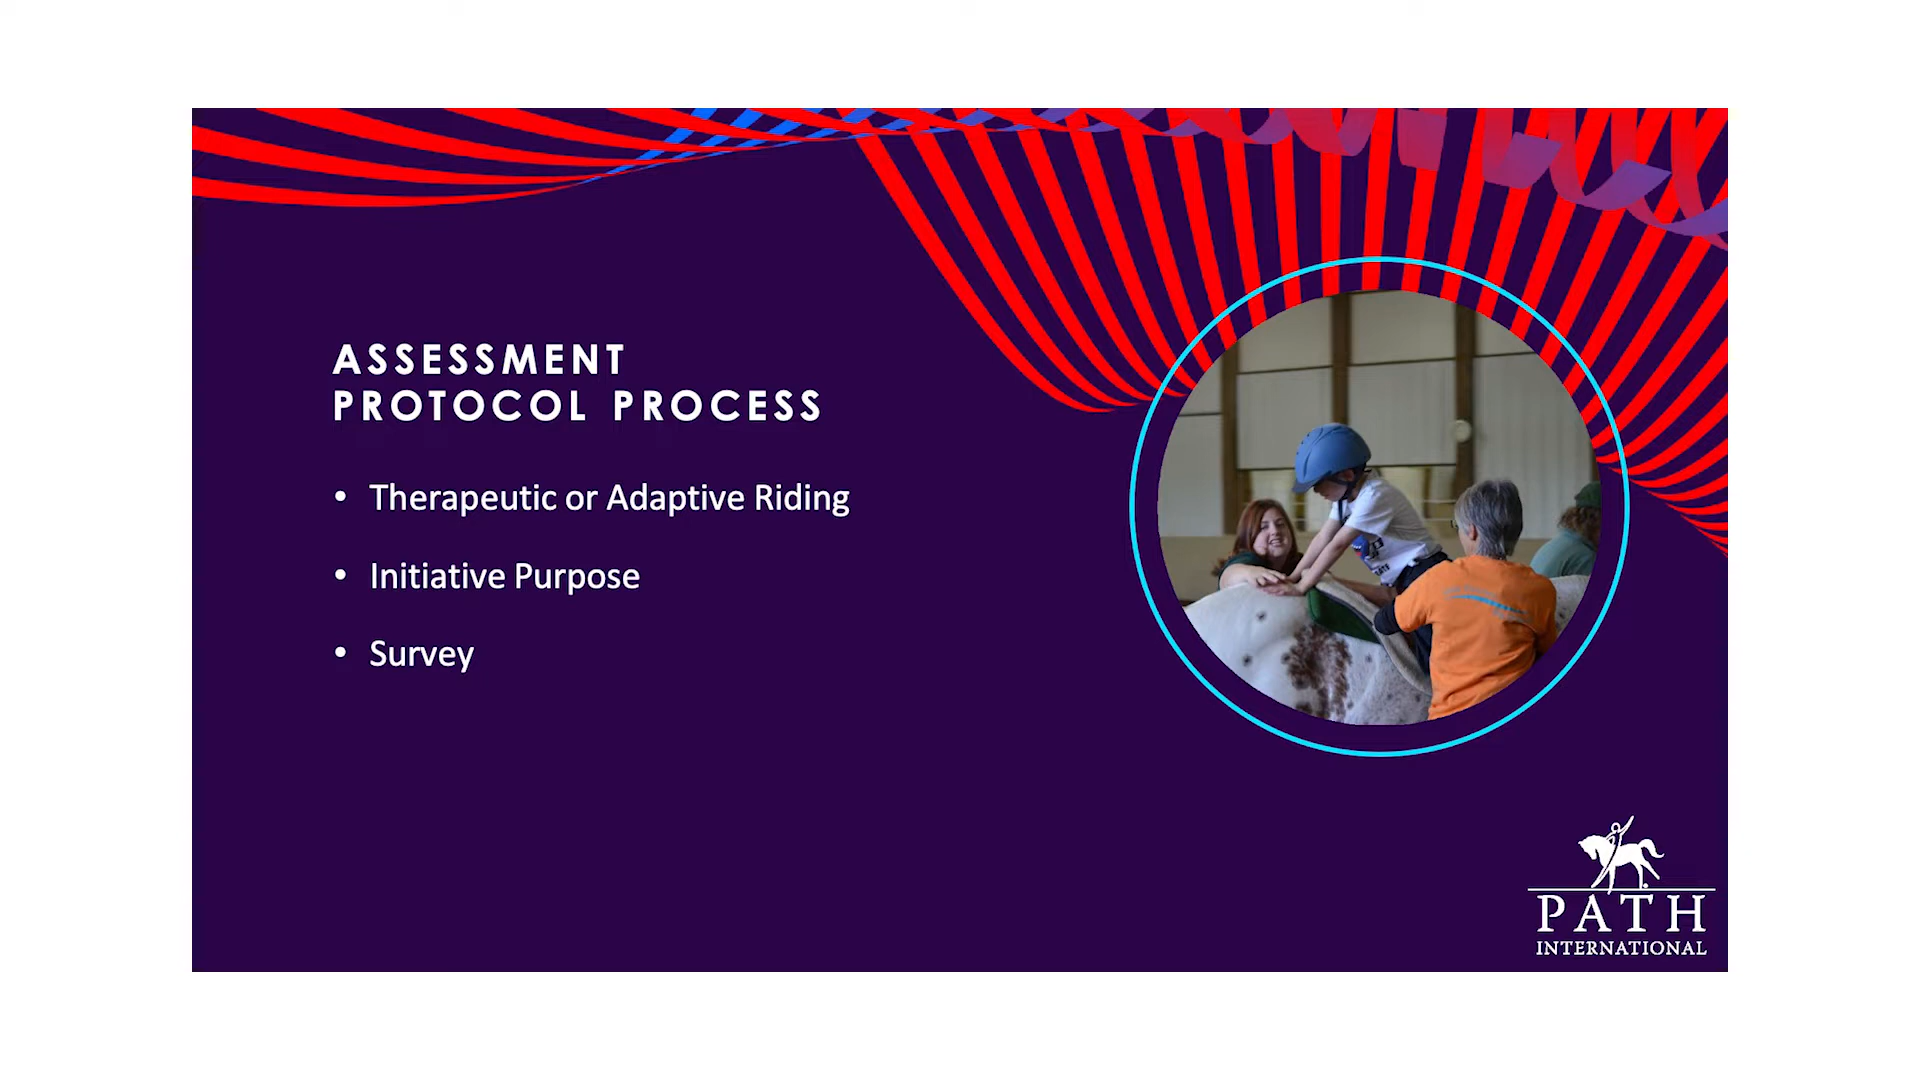 ASSESSMENT
PROTOCOL PROCESS
• Therapeutic or Adaptive Riding
• Initiative Purpose
• Survey
PATH
INTERNATIONAL